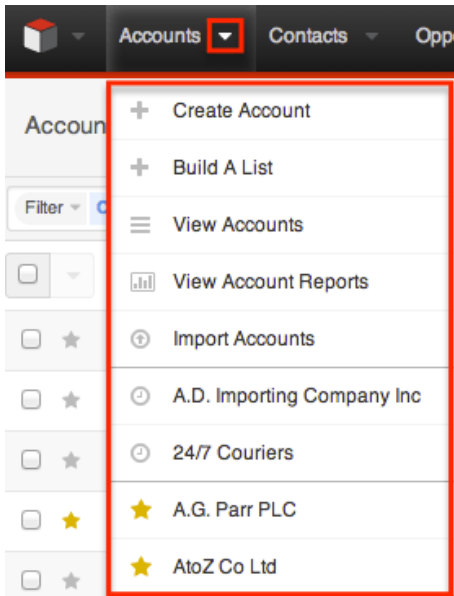 Accounts
Contacts
Oppo
Accoun
Filter
Create Account
Build A List
View Accounts
View Account Reports
Import Accounts
A.D. Importing Company Inc
24/7 Couriers
A.G. Parr PLC
AtoZ Co Ltd